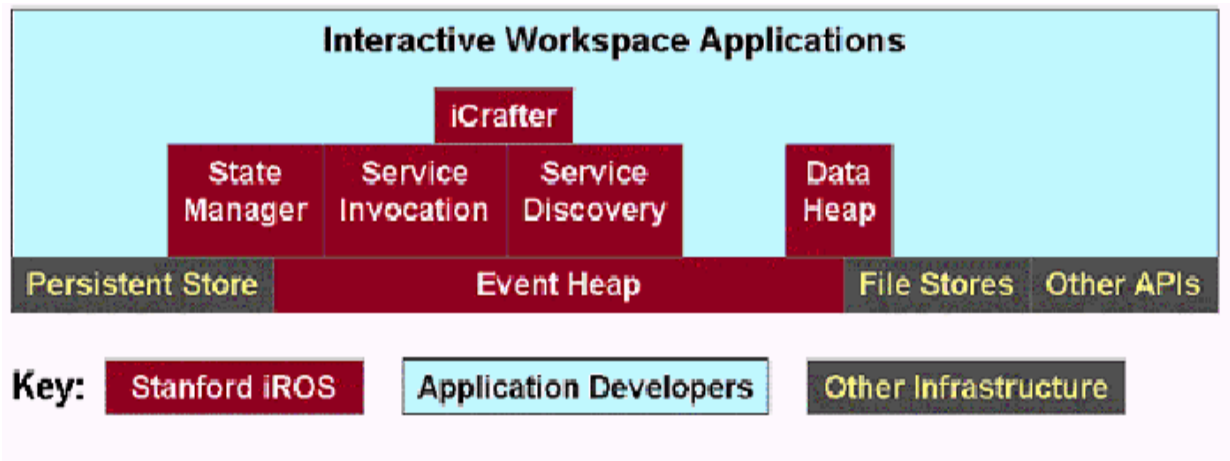 Interactive Workspace Applications
iCrafter
State
Manager
Service
Invocation
Service
Discovery
Data
Heap
Persistent Store
Event Heap
File Stores
Other APIs
Key:
Stanford iROS
Application Developers
Other Infrastructure